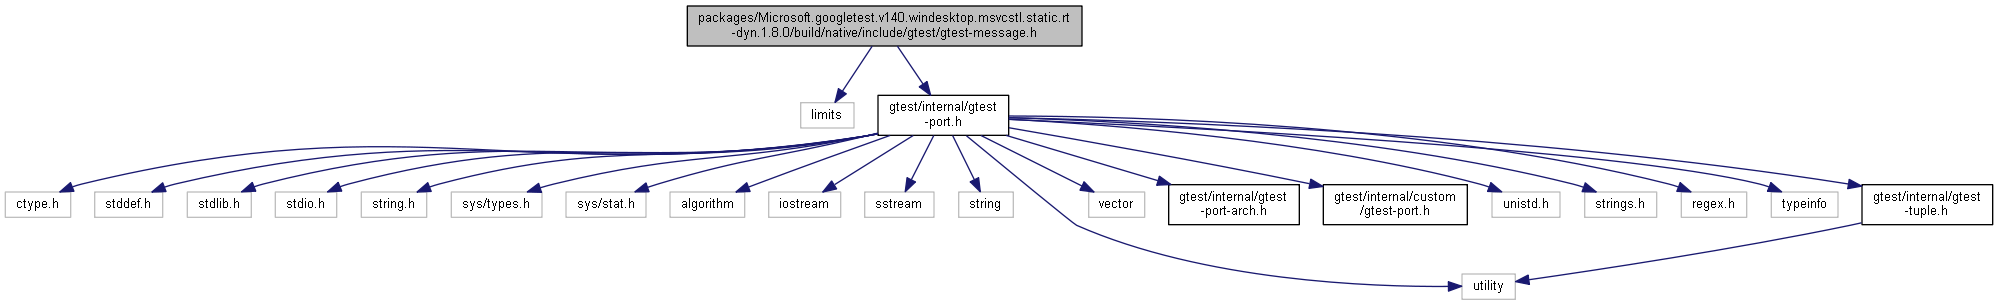 packages/Microsoft.googletest.v140.windesktop.msvcstl.static.rt
-dyn.1.8.0/build/native/include/gtest/gtest-message.h
limits
gtest/internal/gtest
-port.h
ctype.h
stddef.h
stdlib.h
stdio.h
string.h
sys/types.h
sys/stat.h
algorithm
iostream
sstream
string
vector
gtest/internal/gtest
-port-arch.h
gtest/internal/custom
/gtest-port.h
unistd.h
strings.h
regex.h
typeinfo
gtest/internal/gtest
-tuple.h
utility